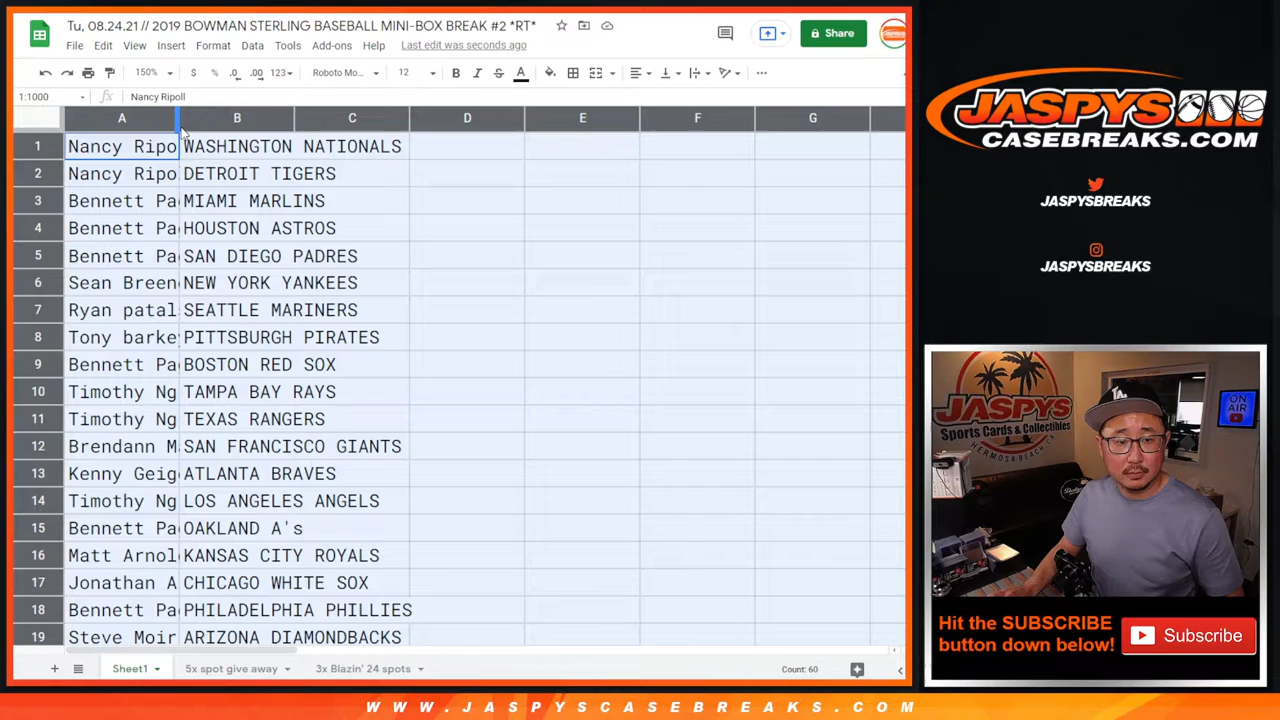 Tu, 08.24.21 // 2019 BOWMAN STERLING BASEBALL MINI-BOX BREAK #2 *RT*
File Edit View Insert Format Data Tools Add-ons Help Last edit was seconds ago
Share
150% $ % .0 .00 123 Roboto Mo... 12 B I S A
1:1000 fx Nancy Ripoll
A B C D E F G
1 Nancy Ripo WASHINGTON NATIONALS
2 Nancy Ripo DETROIT TIGERS
3 Bennett Pa MIAMI MARLINS
4 Bennett Pa HOUSTON ASTROS
5 Bennett Pa SAN DIEGO PADRES
6 Sean Breen NEW YORK YANKEES
7 Ryan patal SEATTLE MARINERS
8 Tony barke PITTSBURGH PIRATES
9 Bennett Pa BOSTON RED SOX
10 Timothy Ng TAMPA BAY RAYS
11 Timothy Ng TEXAS RANGERS
12 Brendann M SAN FRANCISCO GIANTS
13 Kenny Geig ATLANTA BRAVES
14 Timothy Ng LOS ANGELES ANGELS
15 Bennett Pa OAKLAND A's
16 Matt Arnol KANSAS CITY ROYALS
17 Jonathan A CHICAGO WHITE SOX
18 Bennett Pa PHILADELPHIA PHILLIES
19 Steve Moir ARIZONA DIAMONDBACKS
Sheet1 5x spot give away 3x Blazin' 24 spots Count: 60
JASPYS
CASEBREAKS.COM
JASPYSBREAKS
JASPYSBREAKS
JASPYS
Sports Cards & Collectibles
HERMOSA BEACH, CA
ON
AIR
Dodgers
LA
Hit the SUBSCRIBE
button down below!
Subscribe
WWW.JASPYSCASEBREAKS.COM